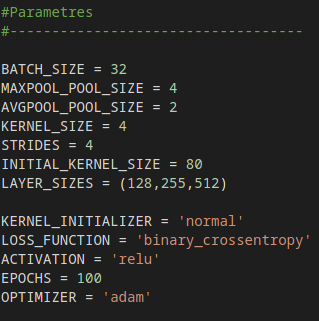 #Parametres
#-----------------------------------
BATCH_SIZE = 32
MAXPOOL_POOL_SIZE = 4
AVGPOOL_POOL_SIZE = 2
KERNEL_SIZE = 4
STRIDES = 4
INITIAL_KERNEL_SIZE = 80
LAYER_SIZES = (128,255,512)
KERNEL_INITIALIZER = 'normal'
LOSS_FUNCTION = 'binary_crossentropy'
ACTIVATION = 'relu'
EPOCHS = 100
OPTIMIZER = 'adam'